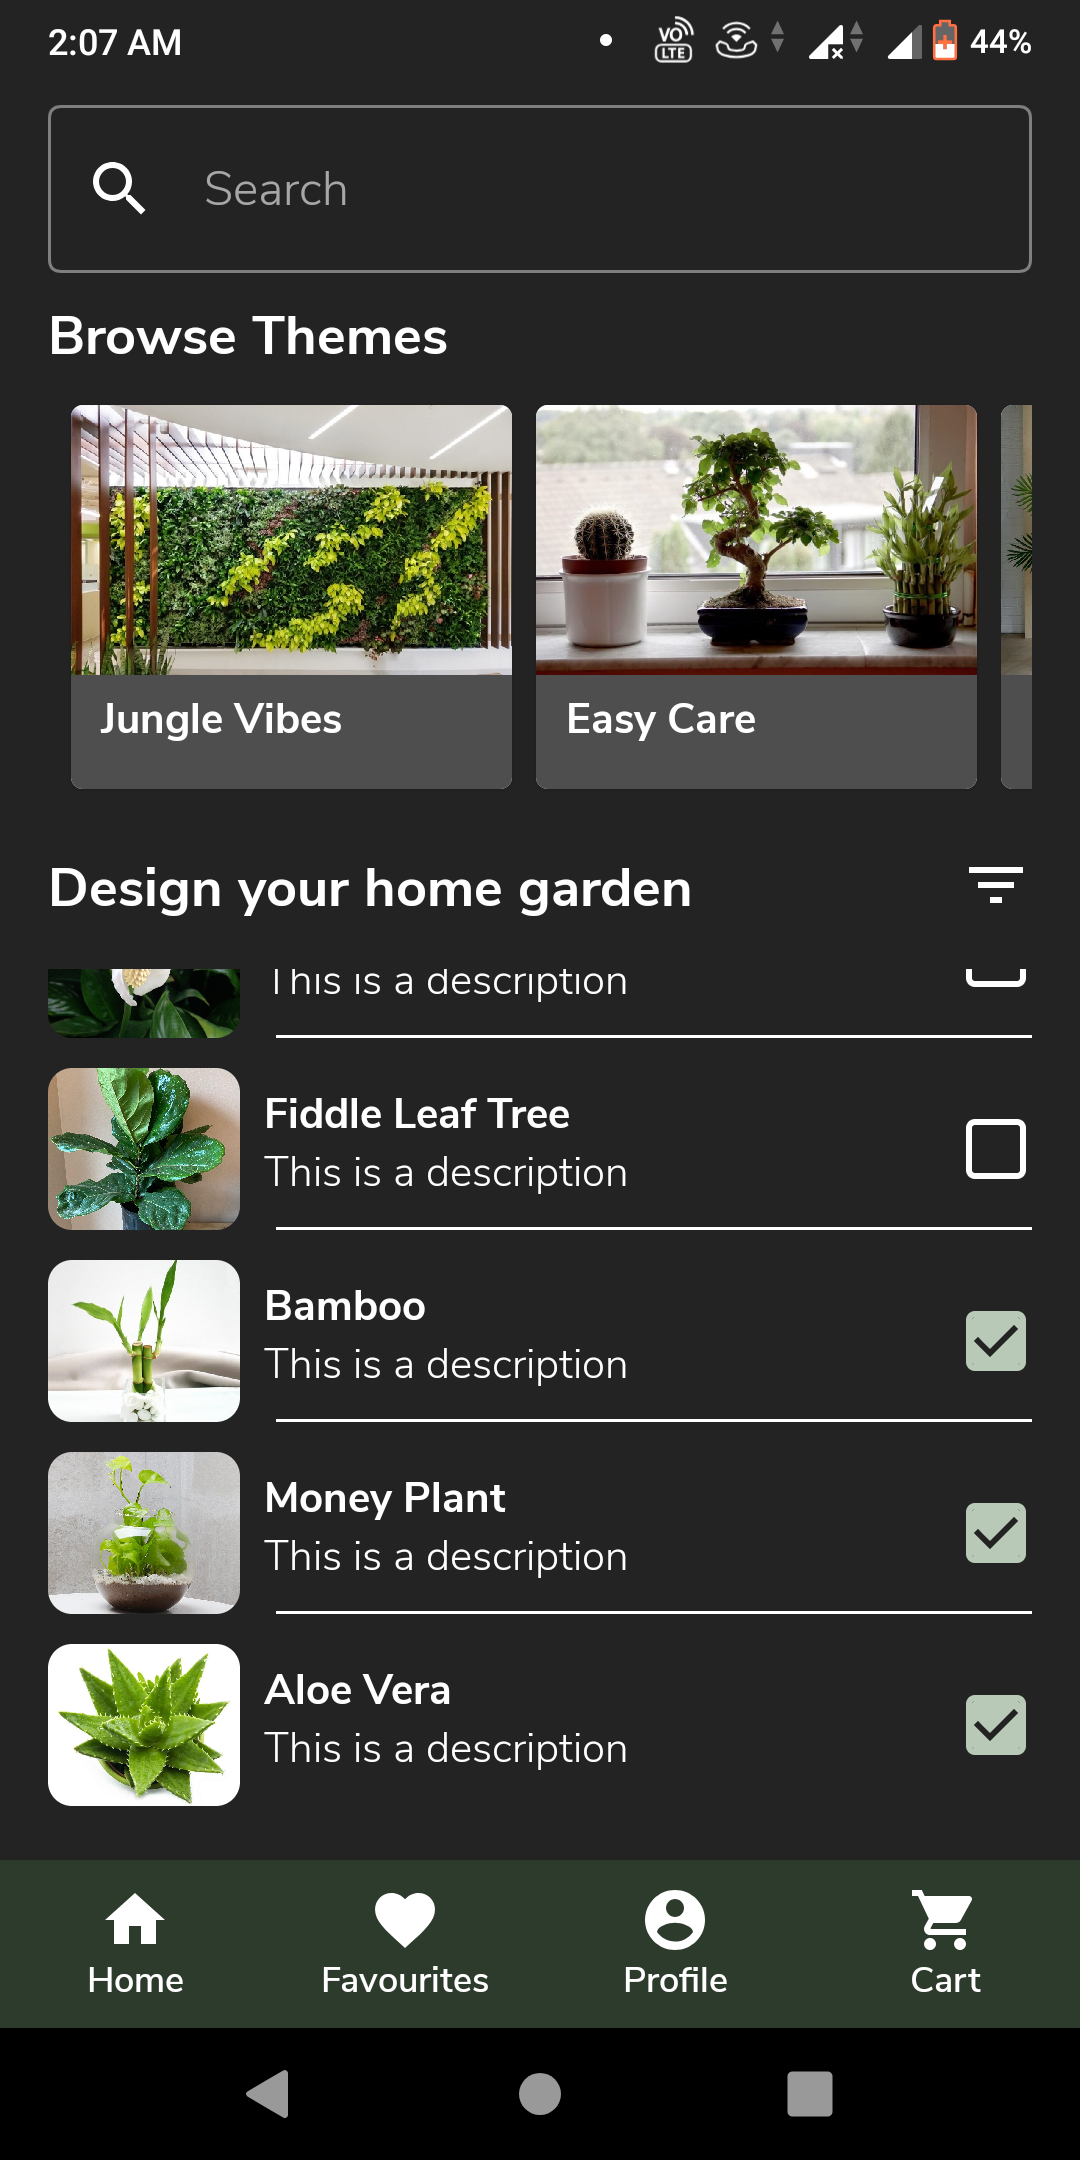 2:07 AM
VO
LTE
44%
Search
Browse Themes
Jungle Vibes
Easy Care
Design your home garden
This is a description
Fiddle Leaf Tree
This is a description
Bamboo
This is a description
Money Plant
This is a description
Aloe Vera
This is a description
Home
Favourites
Profile
Cart